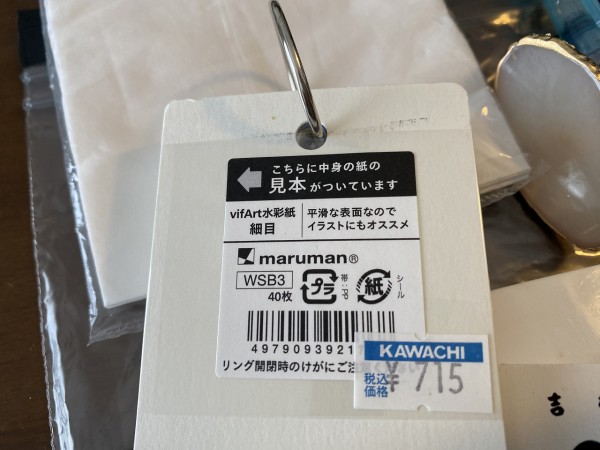 こちらに中身の紙の
見本がついています
vifArt水彩紙
細目
平滑な表面なので
イラストにもオススメ
maruman®
WSB3
40枚
プラ
帯:PP
紙
シール
4979093921
リング開閉時のけがにご注
KAWACHI
税込
価格
¥715
吉